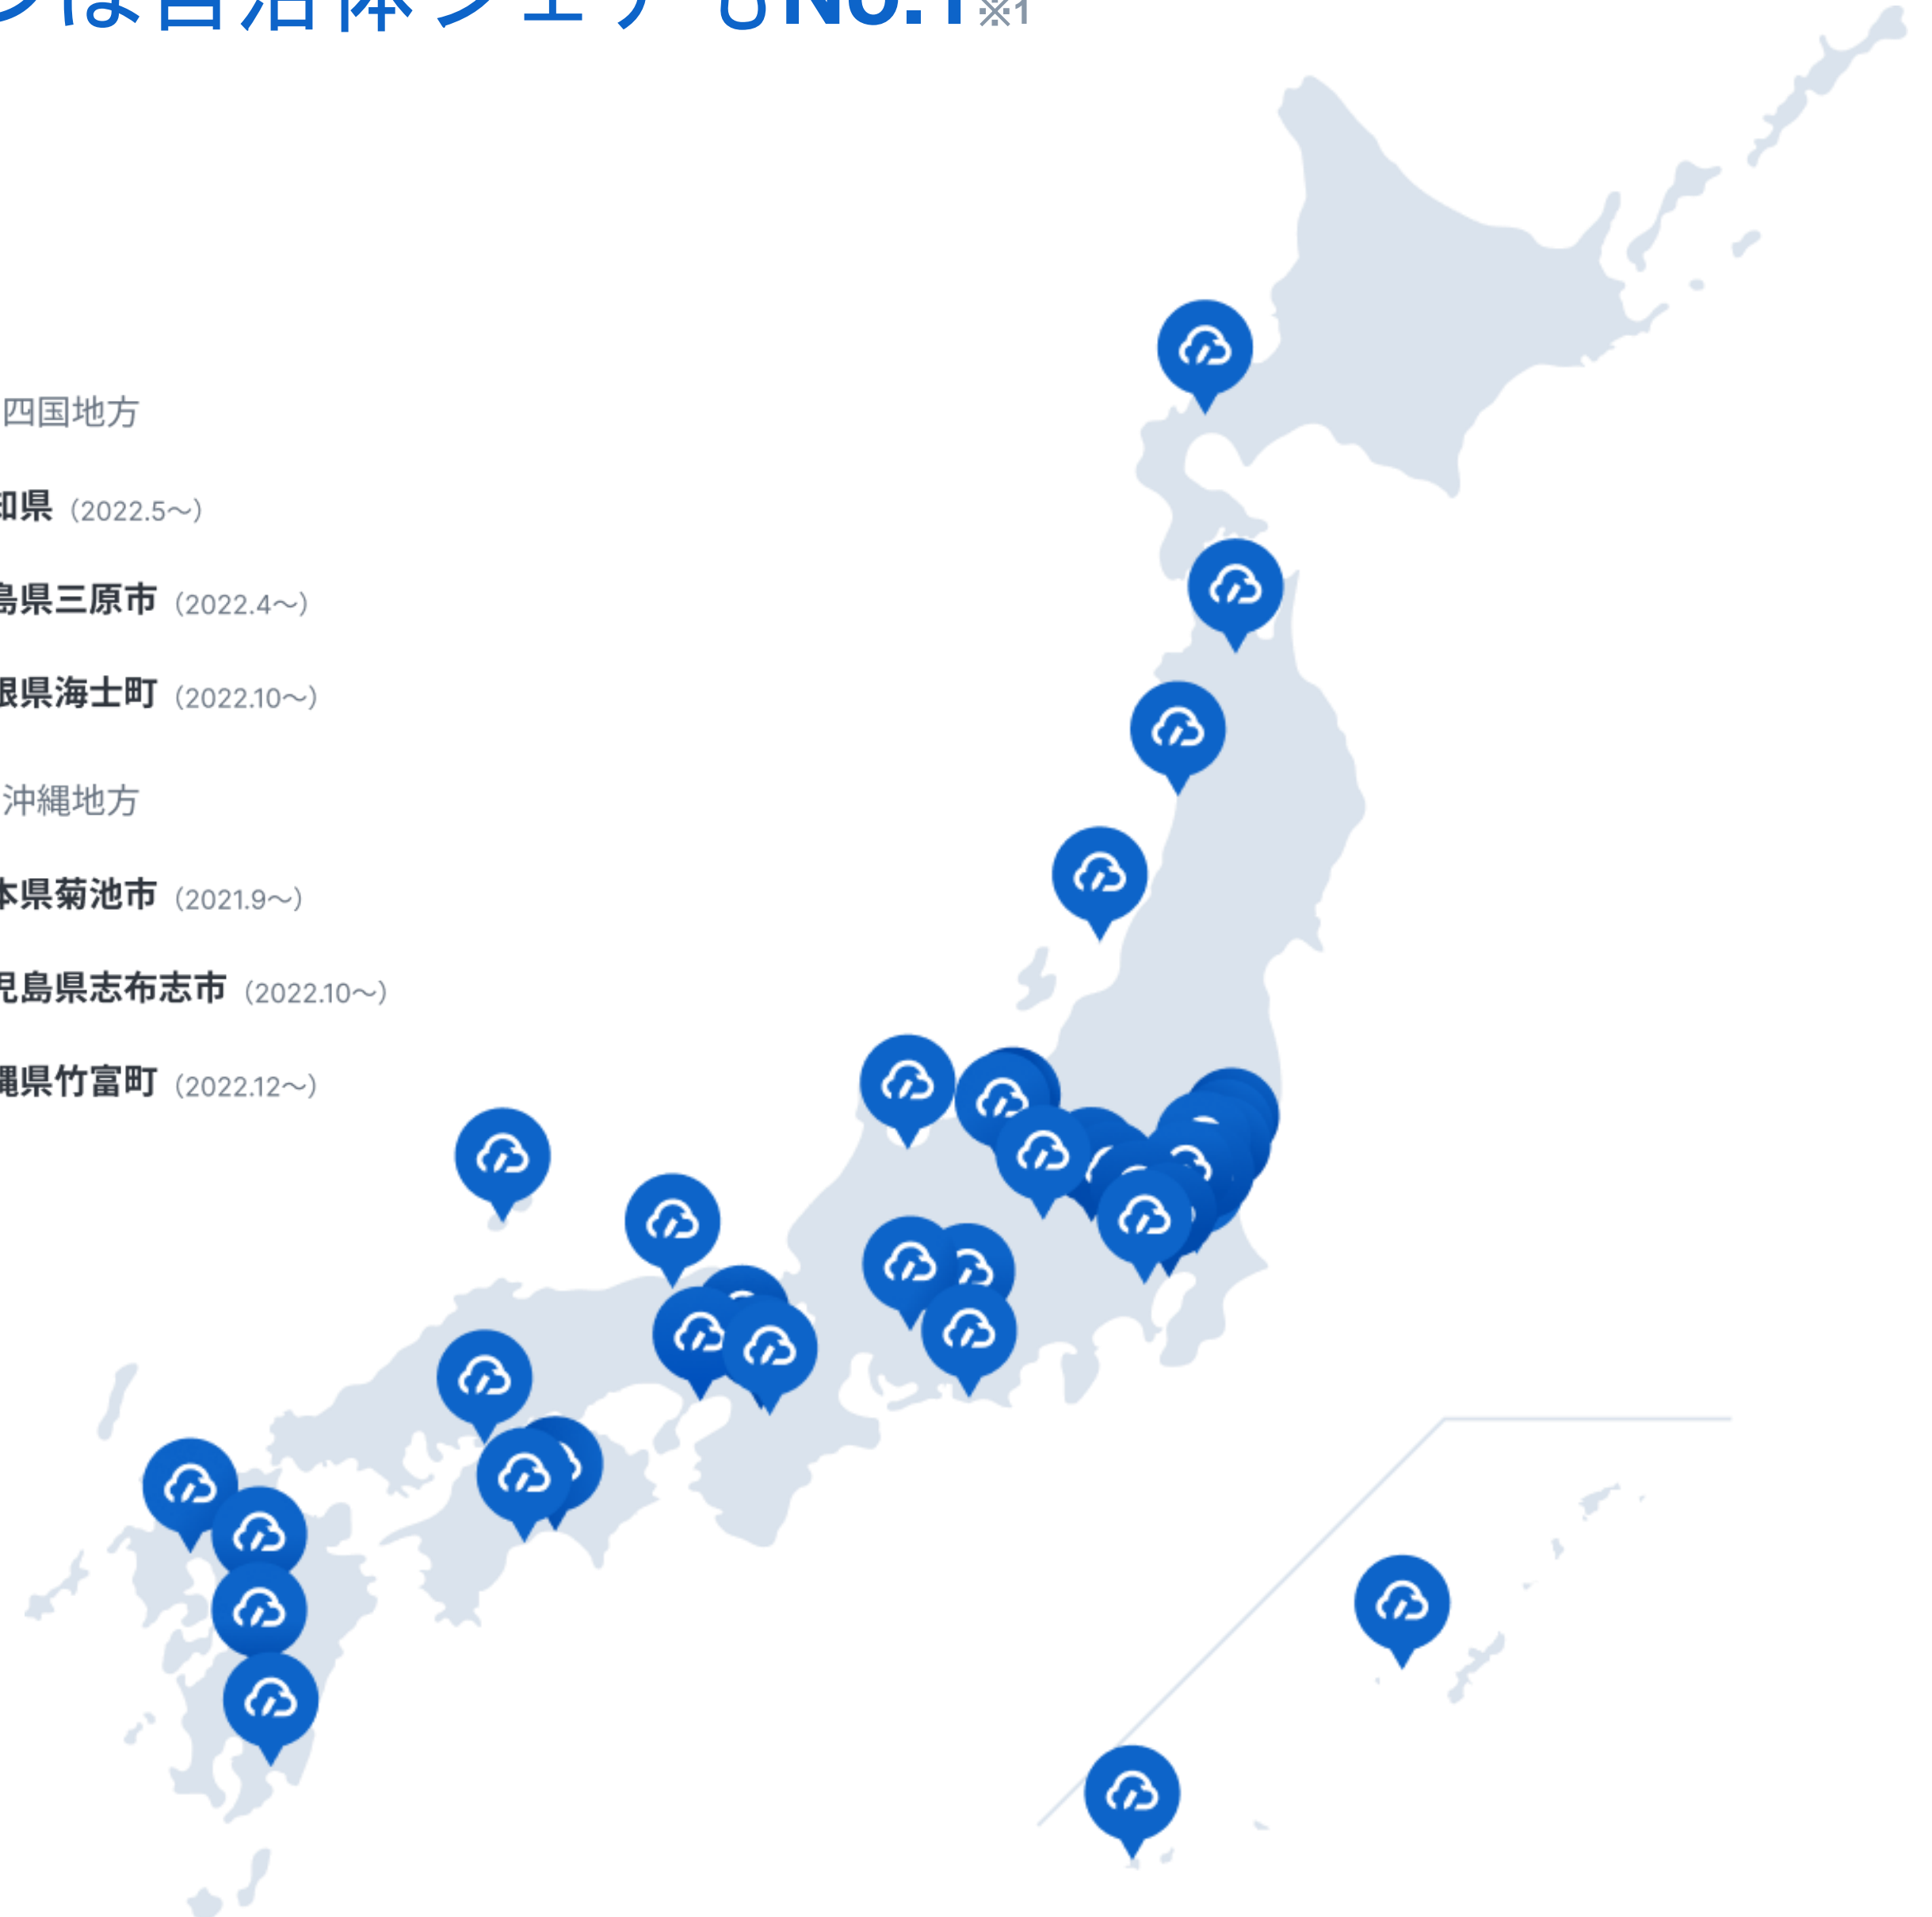 は自治体シェアもNo.1※1
四国地方
知県（2022.5〜）
島県三原市（2022.4〜）
根県海士町（2022.10〜）
沖縄地方
本県菊池市（2021.9〜）
児島県志布志市（2022.10〜）
縄県竹富町（2022.12〜）